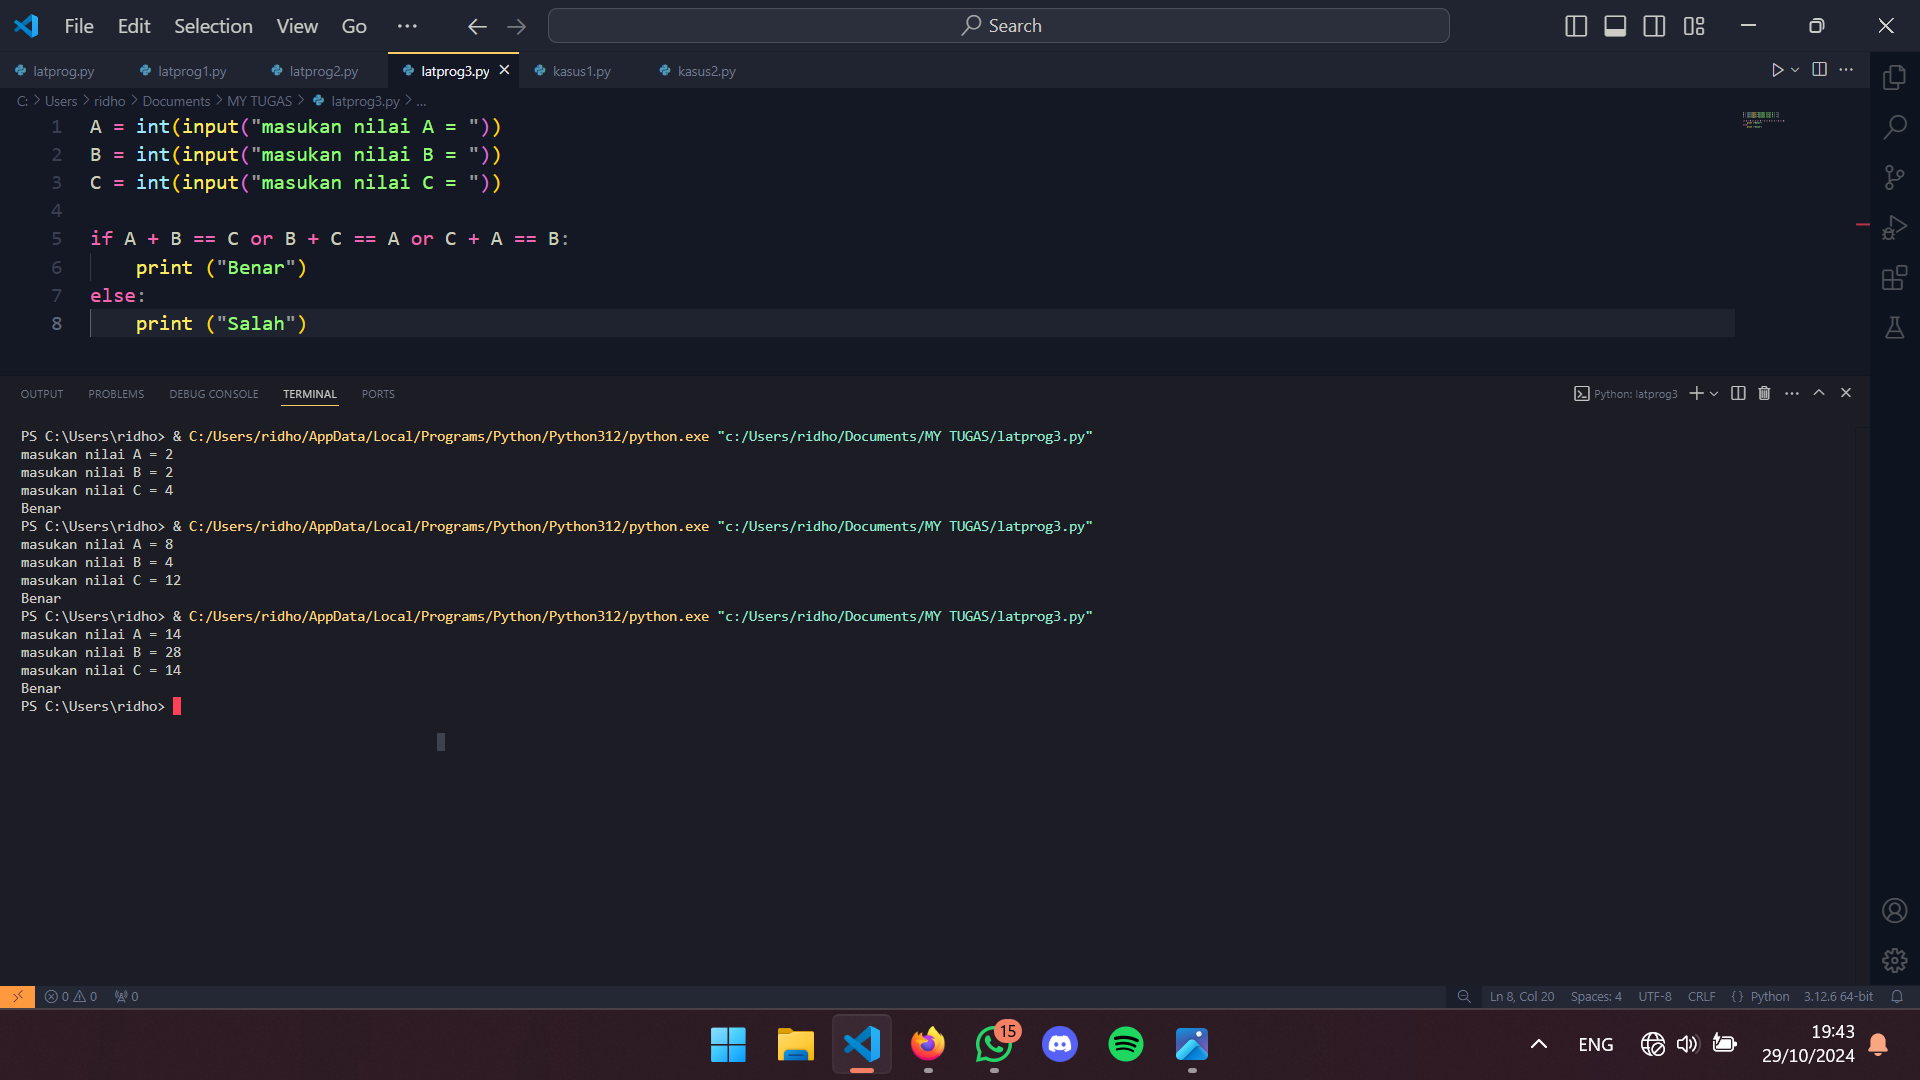 File Edit Selection View Go ··· Search
latprog.py latprog1.py latprog2.py latprog3.py kasus1.py kasus2.py
C: > Users > ridho > Documents > MY TUGAS > latprog3.py > ...
1 A = int(input("masukan nilai A = "))
2 B = int(input("masukan nilai B = "))
3 C = int(input("masukan nilai C = "))
4
5 if A + B == C or B + C == A or C + A == B:
6     print ("Benar")
7 else:
8     print ("Salah")
OUTPUT PROBLEMS DEBUG CONSOLE TERMINAL PORTS Python: latprog3
PS C:\Users\ridho> & C:/Users/ridho/AppData/Local/Programs/Python/Python312/python.exe "c:/Users/ridho/Documents/MY TUGAS/latprog3.py"
masukan nilai A = 2
masukan nilai B = 2
masukan nilai C = 4
Benar
PS C:\Users\ridho> & C:/Users/ridho/AppData/Local/Programs/Python/Python312/python.exe "c:/Users/ridho/Documents/MY TUGAS/latprog3.py"
masukan nilai A = 8
masukan nilai B = 4
masukan nilai C = 12
Benar
PS C:\Users\ridho> & C:/Users/ridho/AppData/Local/Programs/Python/Python312/python.exe "c:/Users/ridho/Documents/MY TUGAS/latprog3.py"
masukan nilai A = 14
masukan nilai B = 28
masukan nilai C = 14
Benar
PS C:\Users\ridho>
0 0 0 Ln 8, Col 20 Spaces: 4 UTF-8 CRLF {} Python 3.12.6 64-bit
15 ENG 19:43
29/10/2024